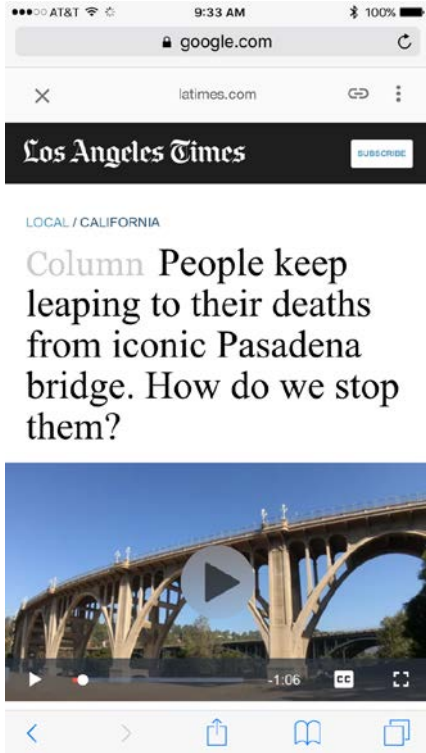 AT&T 9:33 AM 100%
google.com
latimes.com
Los Angeles Times SUBSCRIBE
LOCAL / CALIFORNIA
Column People keep
leaping to their deaths
from iconic Pasadena
bridge. How do we stop
them?
-1:06 CC